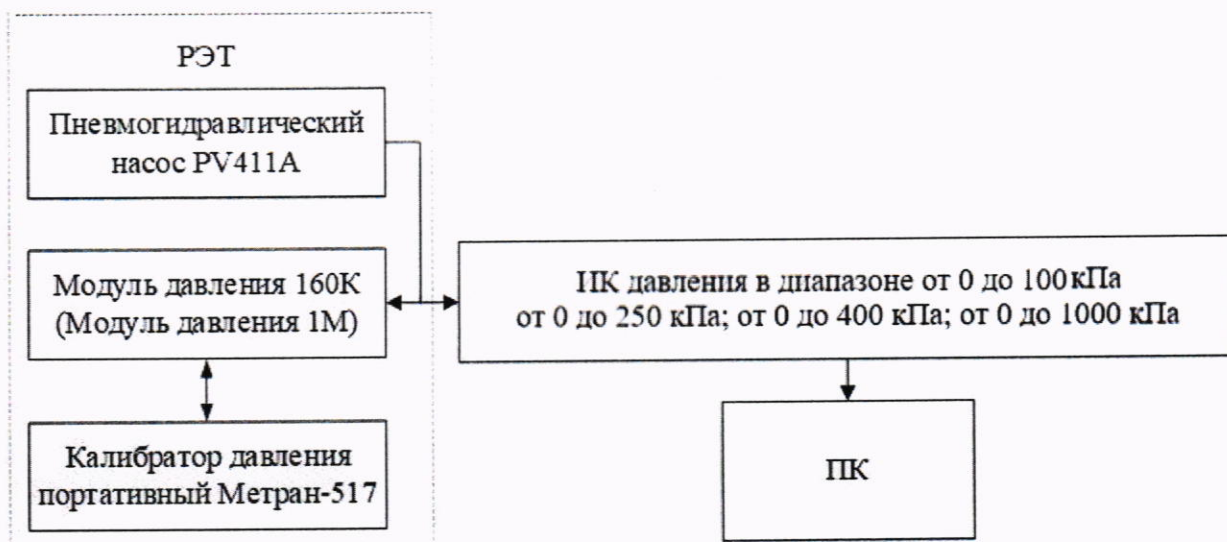 РЭТ
Пневмогидравлический
насос PV411A
Модуль давления 160К
(Модуль давления 1М)
Калибратор давления
портативный Метран-517
ИК давления в диапазоне от 0 до 100 кПа
от 0 до 250 кПа; от 0 до 400 кПа; от 0 до 1000 кПа
ПК